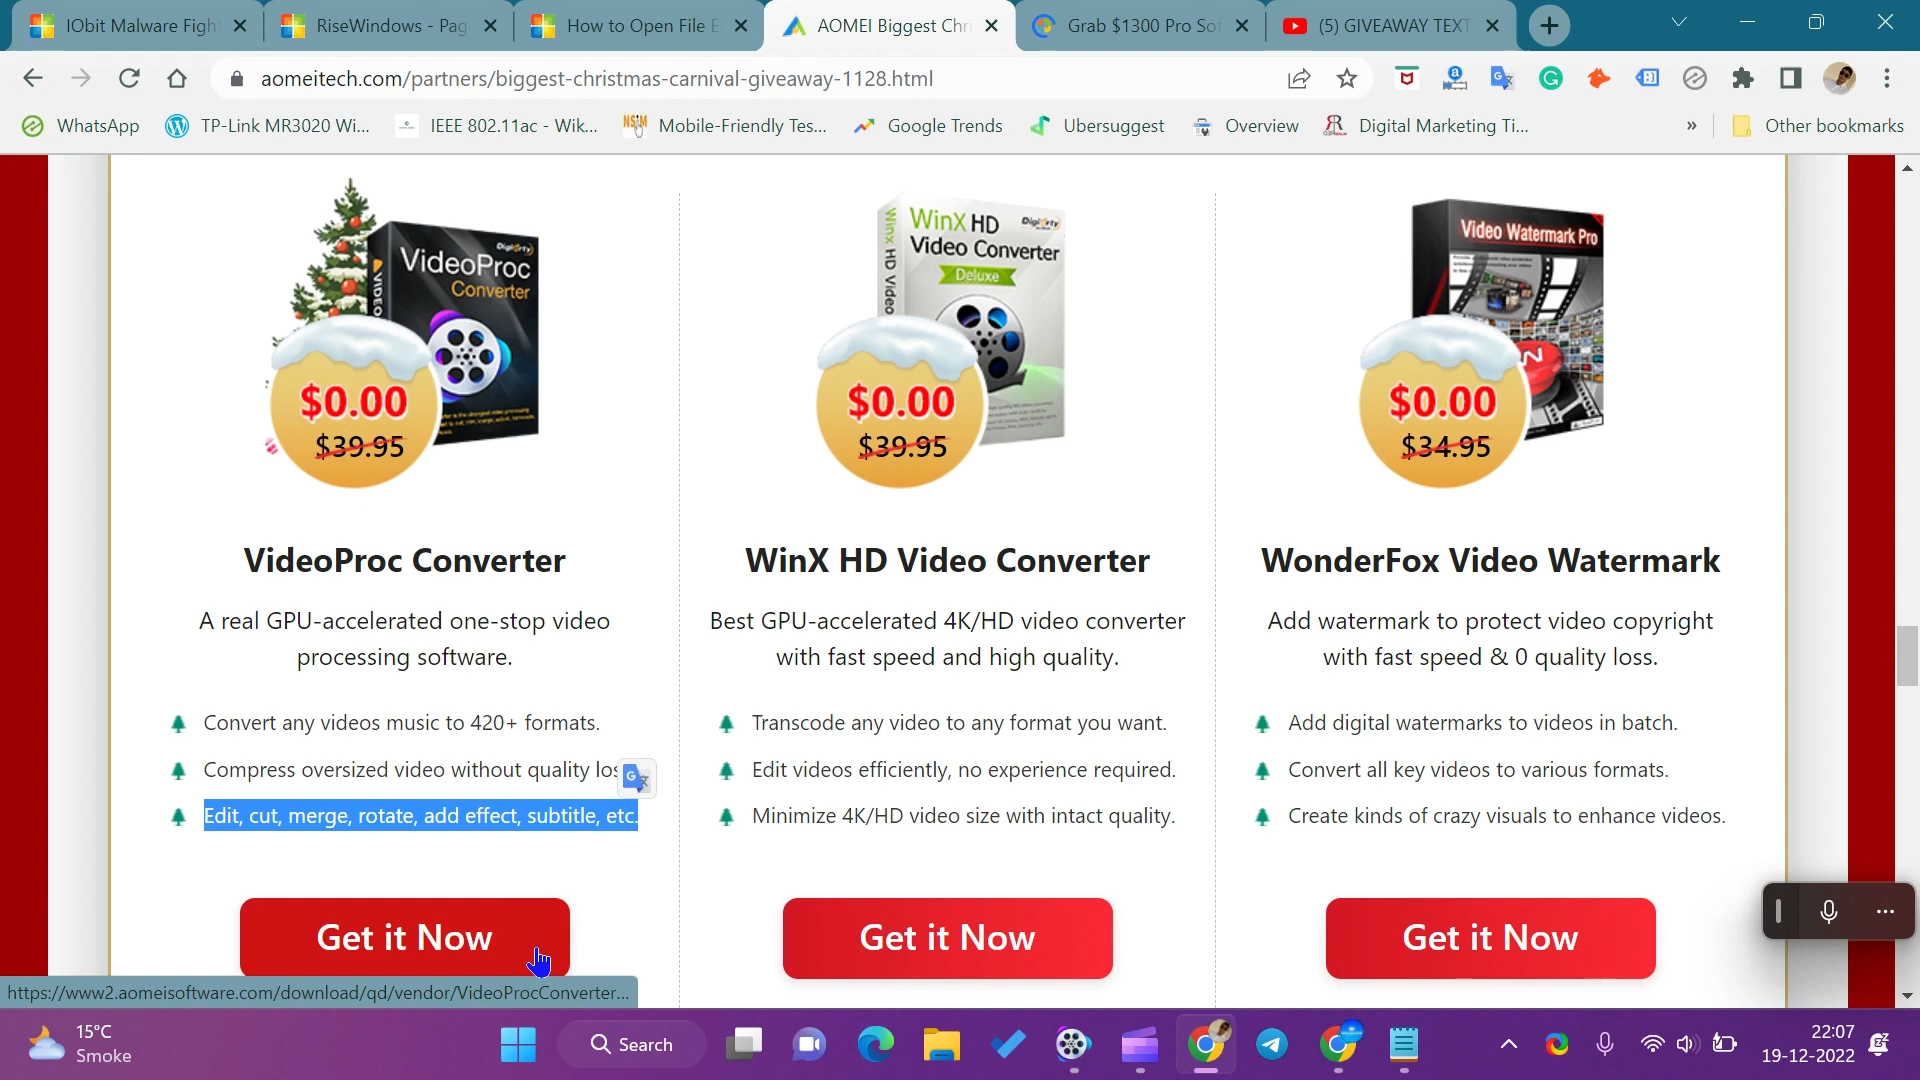 IObit Malware Figh
RiseWindows - Pag
How to Open File E
AOMEI Biggest Chri
Grab $1300 Pro Sof
(5) GIVEAWAY TEXT
aomeitech.com/partners/biggest-christmas-carnival-giveaway-1128.html
WhatsApp
TP-Link MR3020 Wi...
IEEE 802.11ac - Wik...
Mobile-Friendly Tes...
Google Trends
Ubersuggest
Overview
Digital Marketing Ti...
»
Other bookmarks
Digiarty
VideoProc
Converter
$0.00
$39.95
WinX HD
Digiarty
Video Converter
Deluxe
WinX HD Video
$0.00
$39.95
Video Watermark Pro
$0.00
$34.95
VideoProc Converter
A real GPU-accelerated one-stop video
processing software.
Convert any videos music to 420+ formats.
Compress oversized video without quality los
Edit, cut, merge, rotate, add effect, subtitle, etc.
Get it Now
WinX HD Video Converter
Best GPU-accelerated 4K/HD video converter
with fast speed and high quality.
Transcode any video to any format you want.
Edit videos efficiently, no experience required.
Minimize 4K/HD video size with intact quality.
Get it Now
WonderFox Video Watermark
Add watermark to protect video copyright
with fast speed & 0 quality loss.
Add digital watermarks to videos in batch.
Convert all key videos to various formats.
Create kinds of crazy visuals to enhance videos.
Get it Now
https://www2.aomeisoftware.com/download/qd/vendor/VideoProcConverter...
15°C
Smoke
Search
22:07
19-12-2022